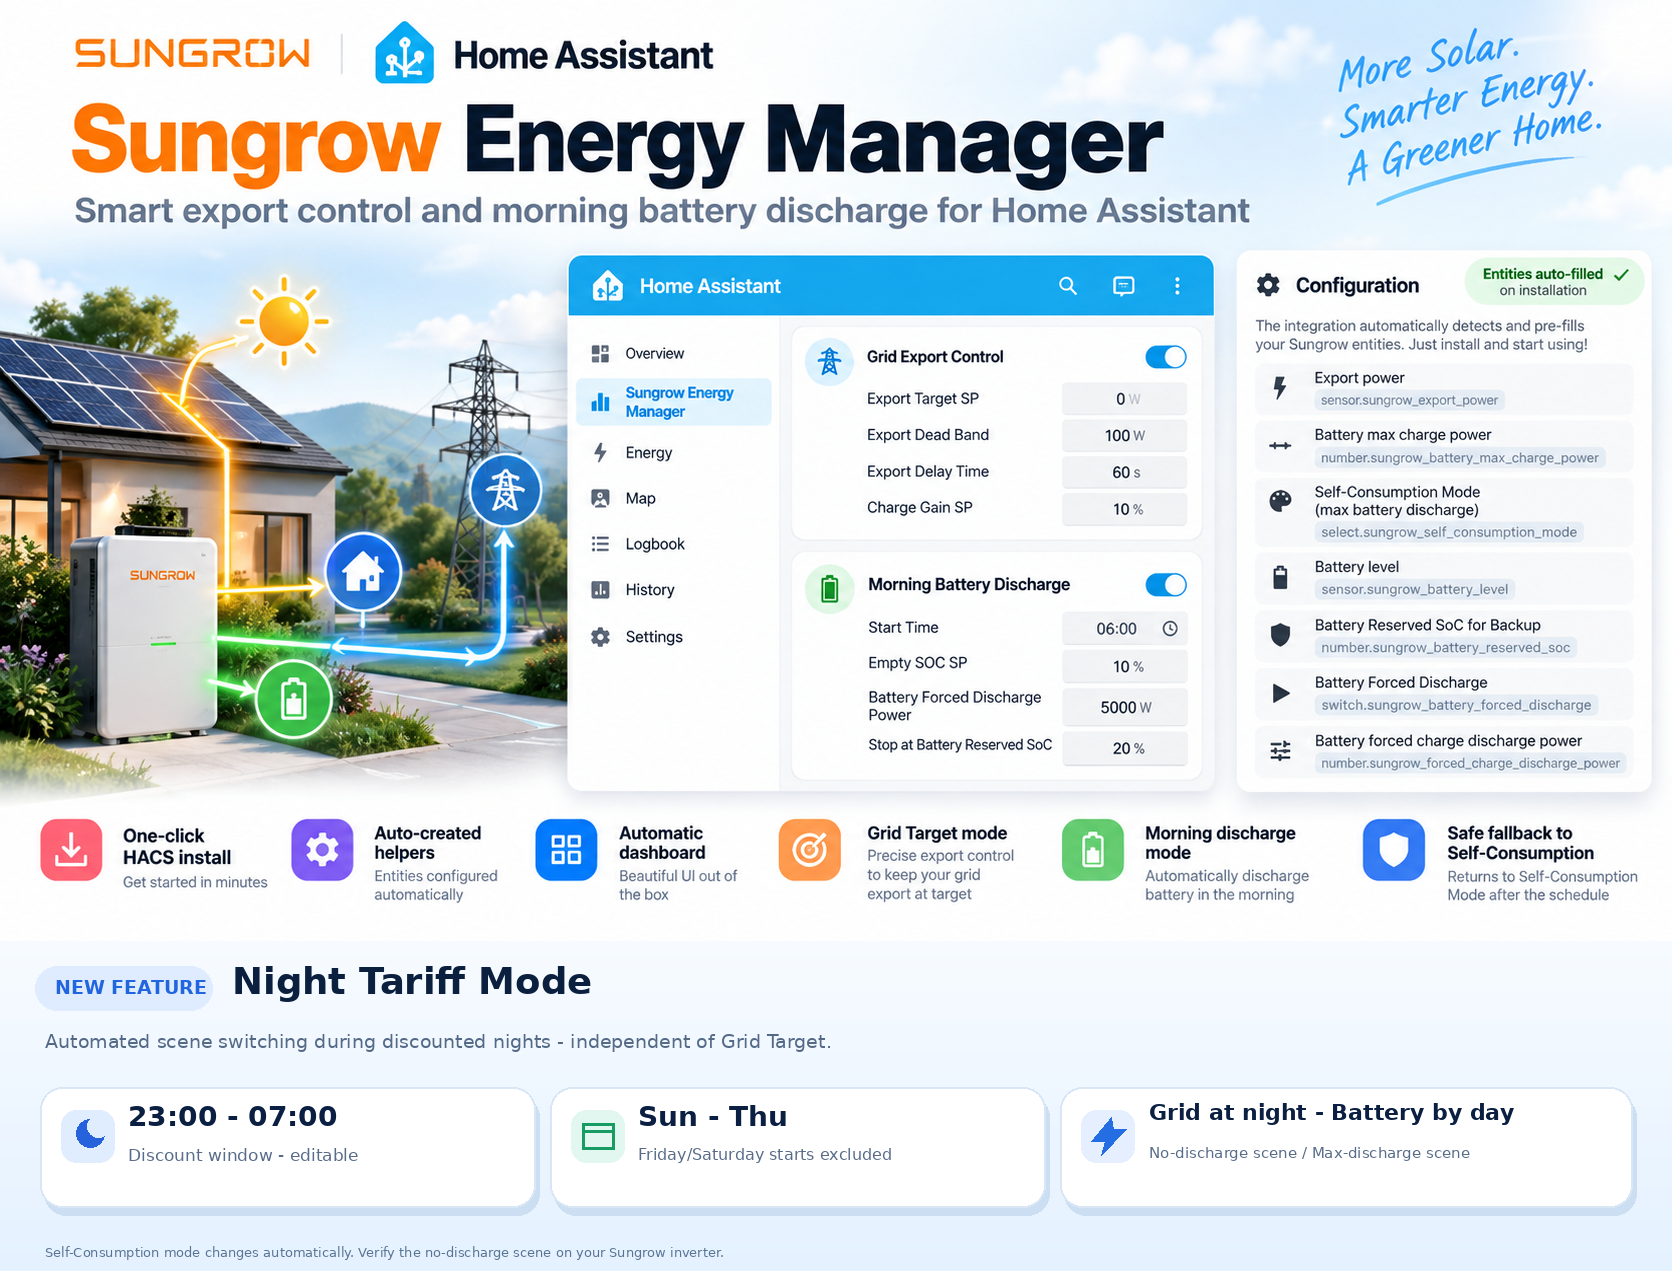 SUNGROW
Home Assistant
More Solar.
Smarter Energy.
A Greener Home.
Sungrow Energy Manager
Smart export control and morning battery discharge for Home Assistant
SUNGROW
Home Assistant
Overview
Sungrow Energy
Manager
Energy
Map
Logbook
History
Settings
Grid Export Control
Export Target SP
0 W
Export Dead Band
100 W
Export Delay Time
60 s
Charge Gain SP
10 %
Morning Battery Discharge
Start Time
06:00
Empty SOC SP
10 %
Battery Forced Discharge
Power
5000 W
Stop at Battery Reserved SoC
20 %
Configuration
Entities auto-filled
on installation
The integration automatically detects and pre-fills
your Sungrow entities. Just install and start using!
Export power
sensor.sungrow_export_power
Battery max charge power
number.sungrow_battery_max_charge_power
Self-Consumption Mode
(max battery discharge)
select.sungrow_self_consumption_mode
Battery level
sensor.sungrow_battery_level
Battery Reserved SoC for Backup
number.sungrow_battery_reserved_soc
Battery Forced Discharge
switch.sungrow_battery_forced_discharge
Battery forced charge discharge power
number.sungrow_forced_charge_discharge_power
One-click
HACS install
Get started in minutes
Auto-created
helpers
Entities configured
automatically
Automatic
dashboard
Beautiful UI out of
the box
Grid Target mode
Precise export control
to keep your grid
export at target
Morning discharge
mode
Automatically discharge
battery in the morning
Safe fallback to
Self-Consumption
Returns to Self-Consumption
Mode after the schedule
NEW FEATURE
Night Tariff Mode
Automated scene switching during discounted nights - independent of Grid Target.
23:00 - 07:00
Discount window - editable
Sun - Thu
Friday/Saturday starts excluded
Grid at night - Battery by day
No-discharge scene / Max-discharge scene
Self-Consumption mode changes automatically. Verify the no-discharge scene on your Sungrow inverter.